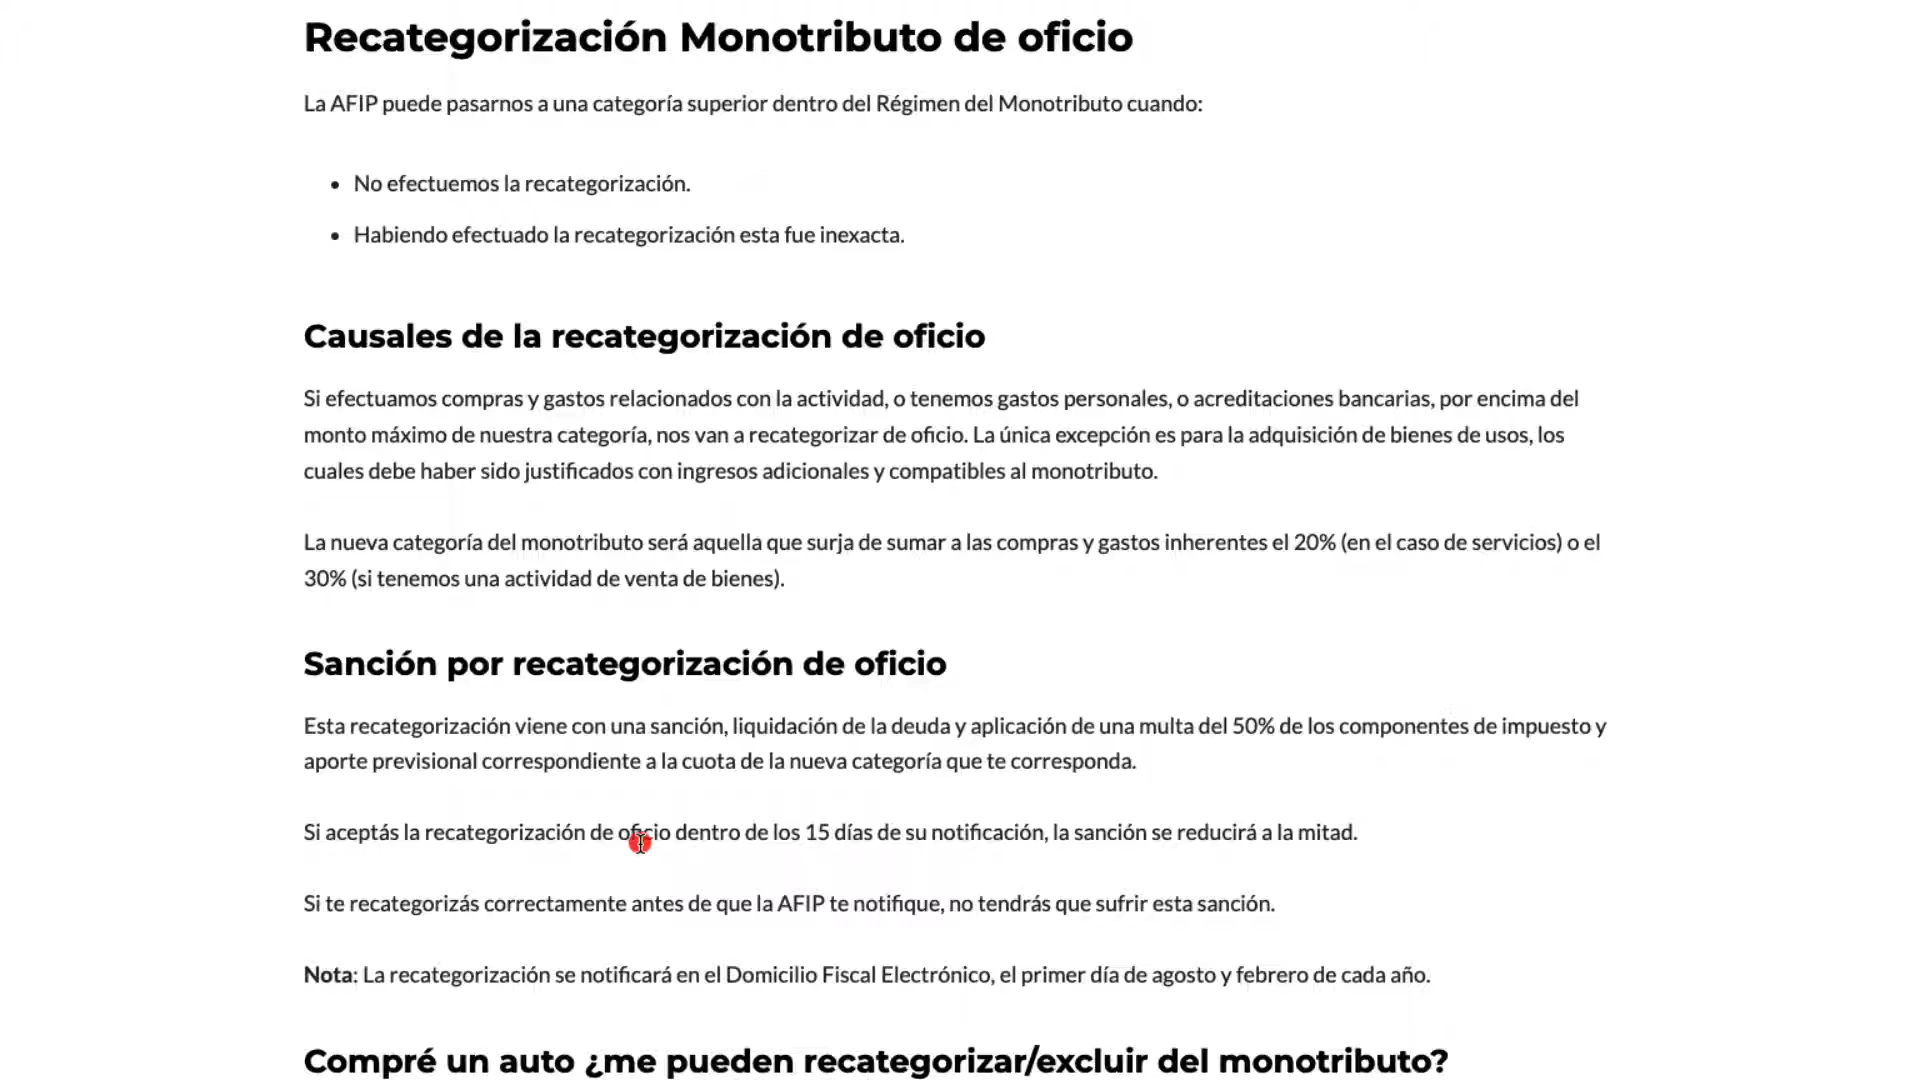 Recategorización Monotributo de oficio
La AFIP puede pasarnos a una categoría superior dentro del Régimen del Monotributo cuando:
• No efectuemos la recategorización.
• Habiendo efectuado la recategorización esta fue inexacta.
Causales de la recategorización de oficio
Si efectuamos compras y gastos relacionados con la actividad, o tenemos gastos personales, o acreditaciones bancarias, por encima del
monto máximo de nuestra categoría, nos van a recategorizar de oficio. La única excepción es para la adquisición de bienes de usos, los
cuales debe haber sido justificados con ingresos adicionales y compatibles al monotributo.
La nueva categoría del monotributo será aquella que surja de sumar a las compras y gastos inherentes el 20% (en el caso de servicios) o el
30% (si tenemos una actividad de venta de bienes).
Sanción por recategorización de oficio
Esta recategorización viene con una sanción, liquidación de la deuda y aplicación de una multa del 50% de los componentes de impuesto y
aporte previsional correspondiente a la cuota de la nueva categoría que te corresponda.
Si aceptás la recategorización de oficio dentro de los 15 días de su notificación, la sanción se reducirá a la mitad.
Si te recategorizás correctamente antes de que la AFIP te notifique, no tendrás que sufrir esta sanción.
Nota: La recategorización se notificará en el Domicilio Fiscal Electrónico, el primer día de agosto y febrero de cada año.
Compré un auto ¿me pueden recategorizar/excluir del monotributo?